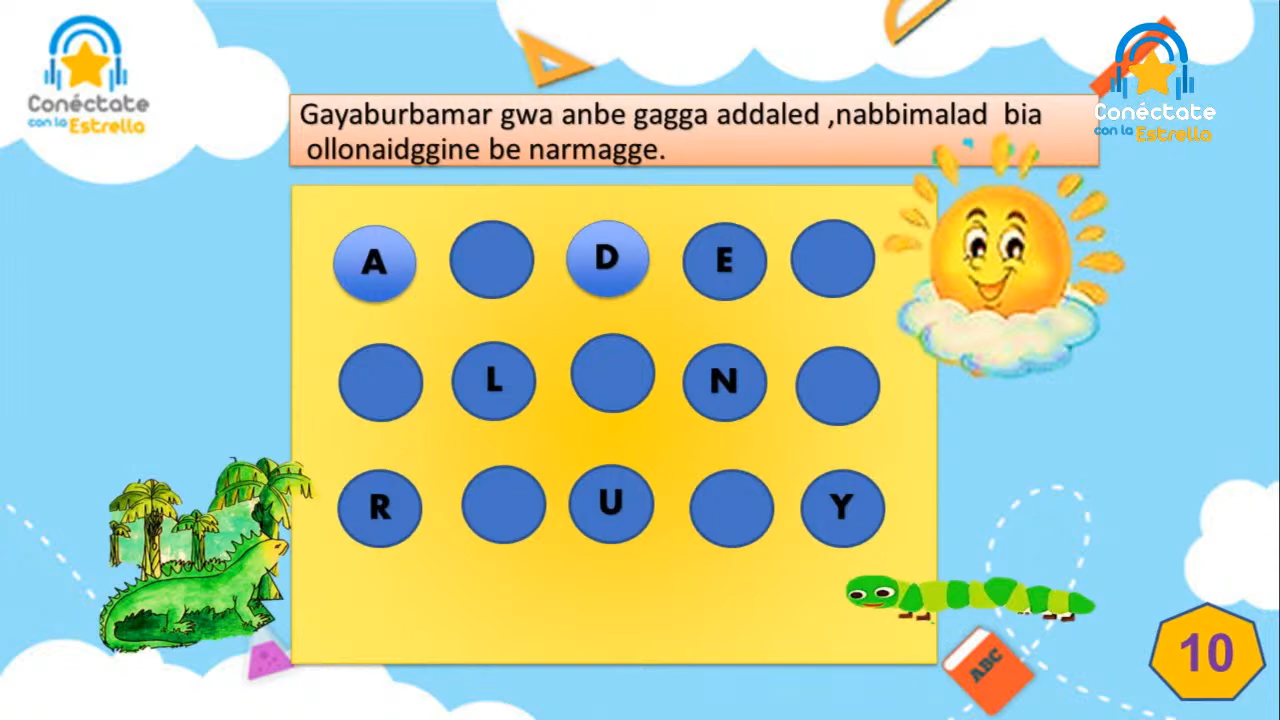 Conéctate
con la Estrella
Conéctate
con la Estrella
Gayaburbamar gwa anbe gagga addaled ,nabbimalad bia
ollonaidggine be narmagge.
A D E
L N
R U Y
ABC
10